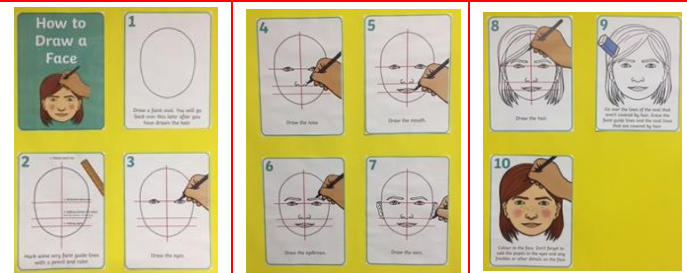 How to
Draw a
Face
1
Draw a faint oval. You will go
back over this later after you
have drawn the hair.
2
Mark some very faint guide lines
with a pencil and ruler.
3
Draw the eyes.
4
Draw the nose.
5
Draw the mouth.
6
Draw the eyebrows.
7
Draw the ears.
8
Draw the hair.
9
Go over the lines of the oval that
aren't covered by hair. Erase the
faint guide lines and the oval lines
that are covered by hair.
10
Colour in the face. Don't forget to
add the pupils in the eyes and any
freckles or other details on the face.